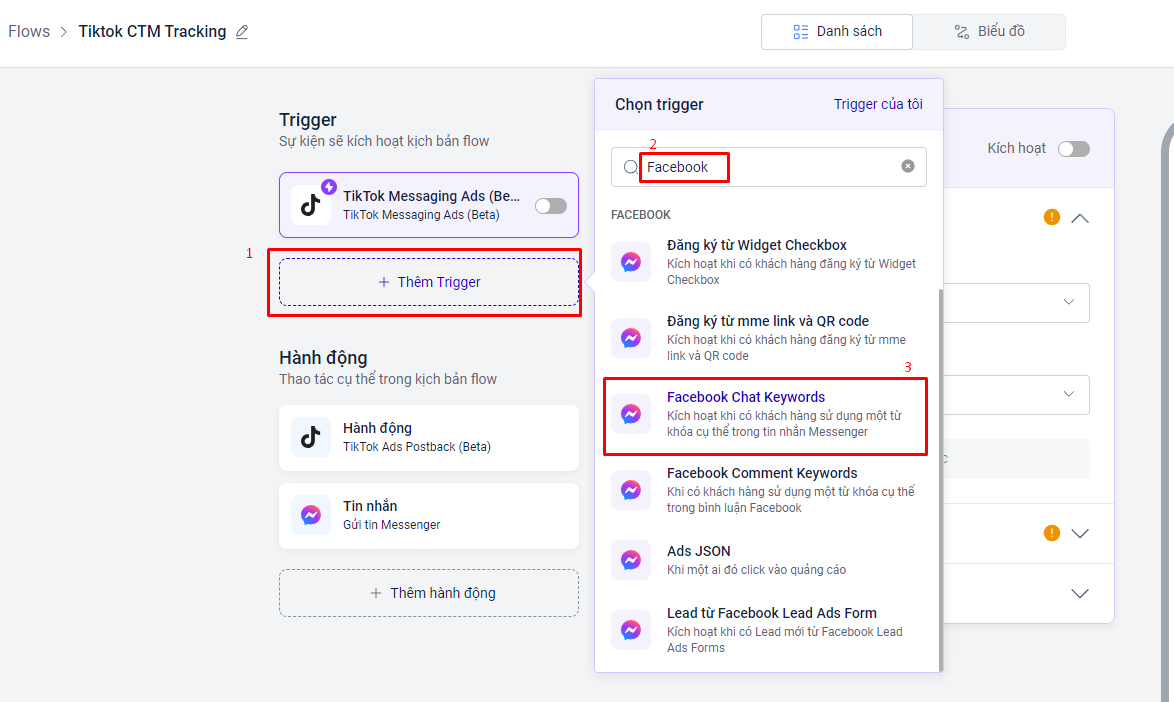 Flows > Tiktok CTM Tracking
Danh sách
Biểu đồ
Trigger
Sự kiện sẽ kích hoạt kịch bản flow
TikTok Messaging Ads (Be...
TikTok Messaging Ads (Beta)
1
+ Thêm Trigger
Hành động
Thao tác cụ thể trong kịch bản flow
Hành động
TikTok Ads Postback (Beta)
Tin nhắn
Gửi tin Messenger
+ Thêm hành động
Chọn trigger
Trigger của tôi
2
Facebook
FACEBOOK
Đăng ký từ Widget Checkbox
Kích hoạt khi có khách hàng đăng ký từ Widget
Checkbox
Đăng ký từ mme link và QR code
Kích hoạt khi có khách hàng đăng ký từ mme
link và QR code
3
Facebook Chat Keywords
Kích hoạt khi có khách hàng sử dụng một từ
khóa cụ thể trong tin nhắn Messenger
Facebook Comment Keywords
Khi có khách hàng sử dụng một từ khóa cụ thể
trong bình luận Facebook
Ads JSON
Khi một ai đó click vào quảng cáo
Lead từ Facebook Lead Ads Form
Kích hoạt khi có Lead mới từ Facebook Lead
Ads Forms
Kích hoạt